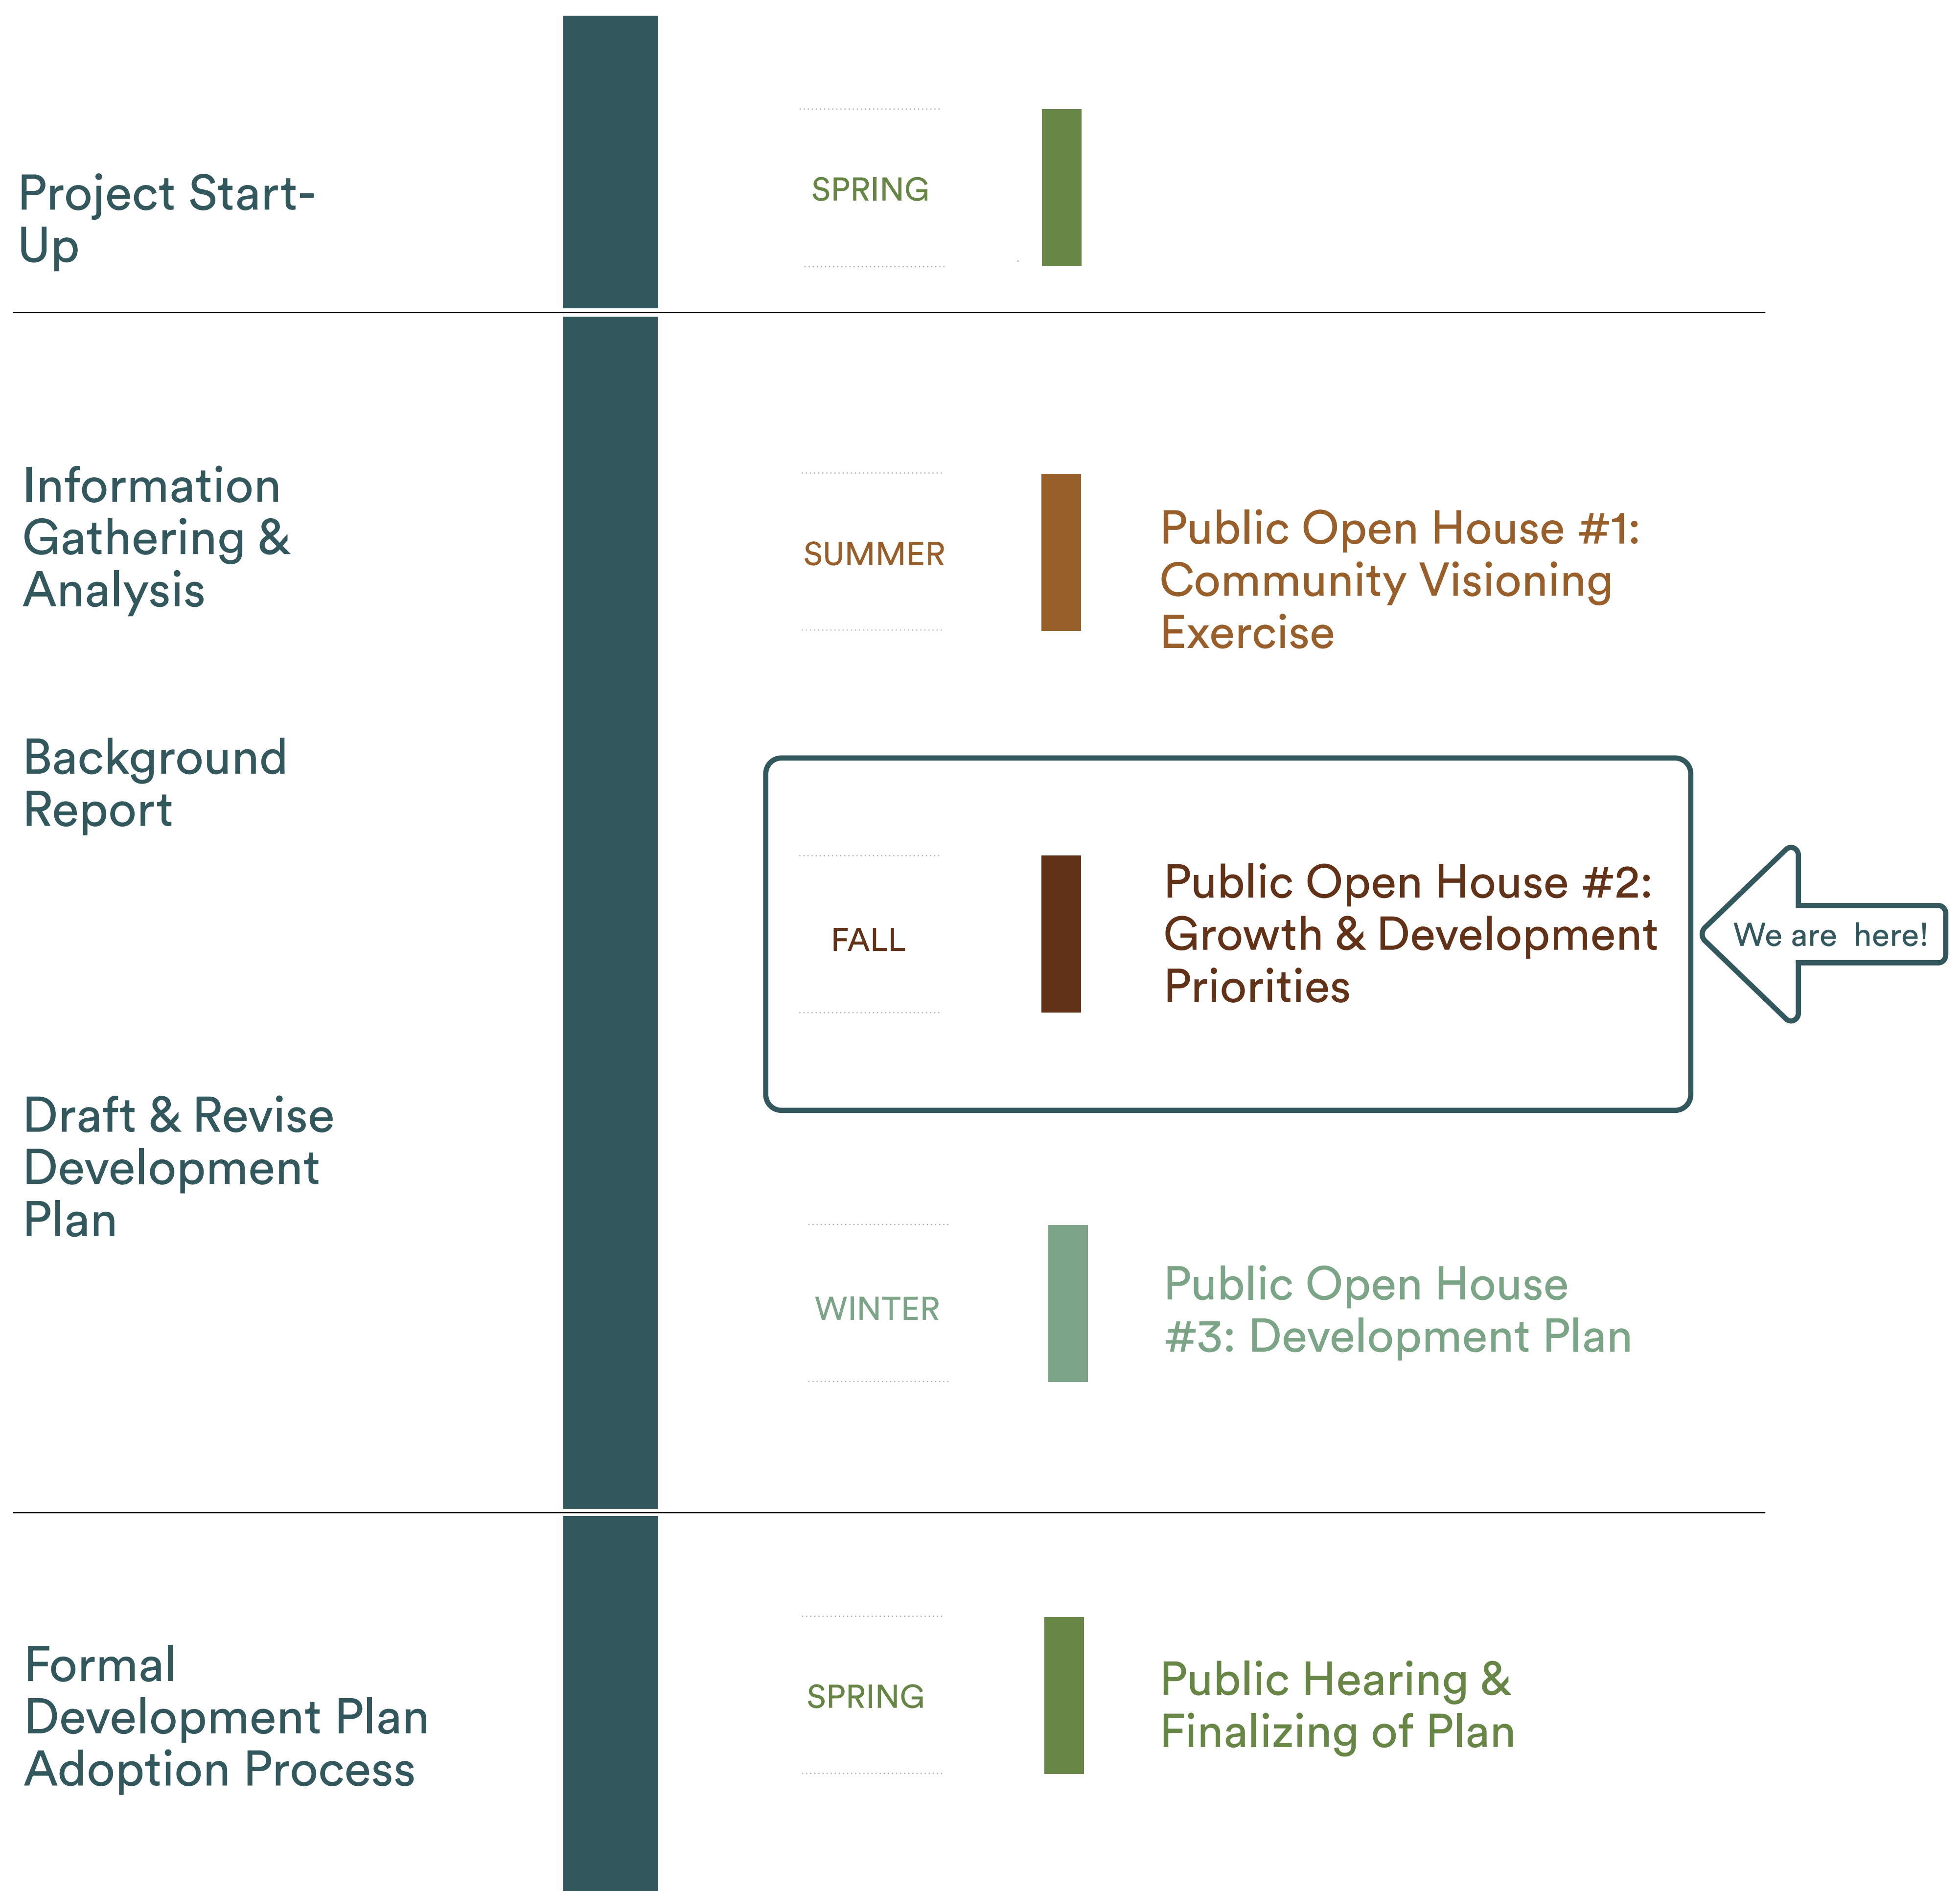 Project Start-
Up
SPRING
Information
Gathering &
Analysis
SUMMER
Public Open House #1:
Community Visioning
Exercise
Background
Report
FALL
Public Open House #2:
Growth & Development
Priorities
We are here!
Draft & Revise
Development
Plan
WINTER
Public Open House
#3: Development Plan
Formal
Development Plan
Adoption Process
SPRING
Public Hearing &
Finalizing of Plan